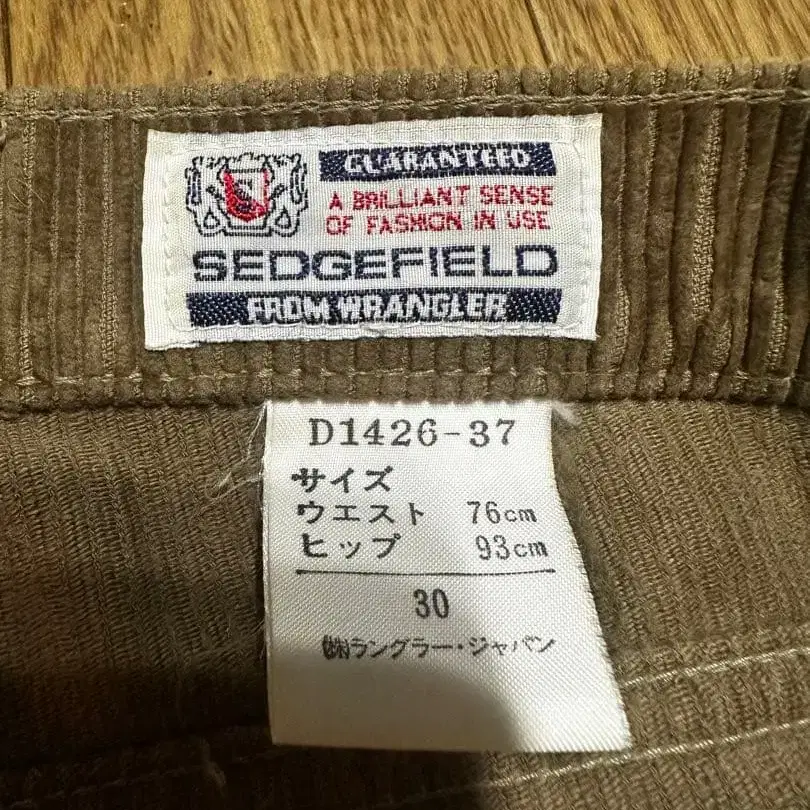 GUARANTEED
A BRILLIANT SENSE
OF FASHION IN USE
SEDGEFIELD
FROM WRANGLER
D1426-37
サイズ
ウエスト 76cm
ヒップ 93cm
30
㈱ラングラー・ジャパン